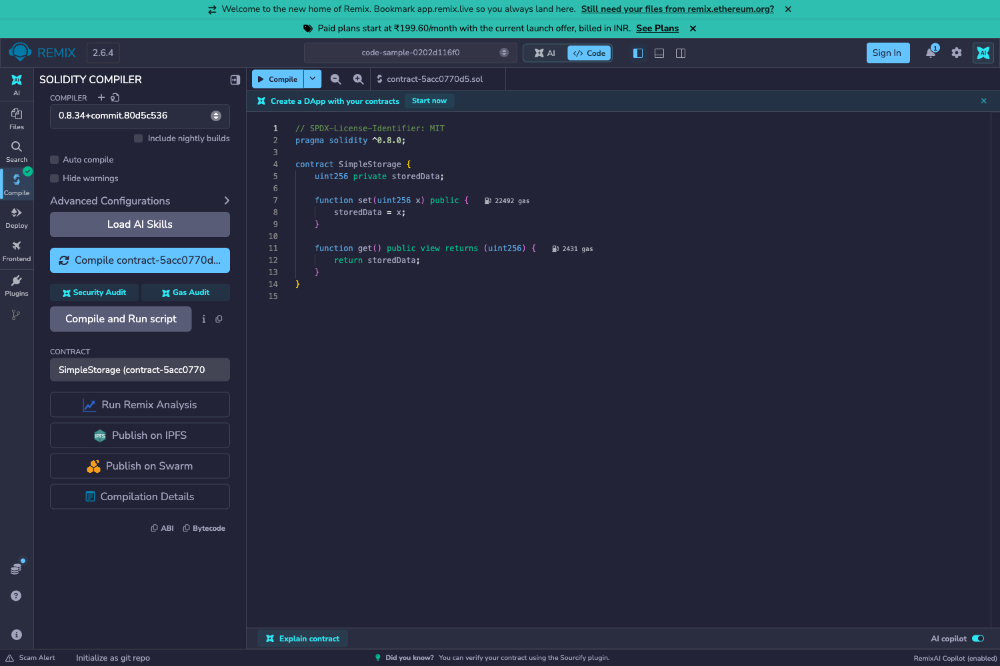 Welcome to the new home of Remix. Bookmark app.remix.live so you always land here. Still need your files from remix.ethereum.org?
Paid plans start at ₹199.60/month with the current launch offer, billed in INR. See Plans
REMIX 2.6.4 code-sample-0202d116f0 AI Code Sign In 1 AI
AI
AI
Files
Search
Compile
Deploy
Frontend
Plugins
SOLIDITY COMPILER
COMPILER
0.8.34+commit.80d5c536
Include nightly builds
Auto compile
Hide warnings
Advanced Configurations
Load AI Skills
Compile contract-5acc0770d...
Security Audit Gas Audit
Compile and Run script
CONTRACT
SimpleStorage (contract-5acc0770
Run Remix Analysis
IPFS Publish on IPFS
Publish on Swarm
Compilation Details
ABI Bytecode
Compile contract-5acc0770d5.sol
Create a DApp with your contracts Start now
1 // SPDX-License-Identifier: MIT
2 pragma solidity ^0.8.0;
3
4 contract SimpleStorage {
5 uint256 private storedData;
6
7 function set(uint256 x) public { 22492 gas
8 storedData = x;
9 }
10
11 function get() public view returns (uint256) { 2431 gas
12 return storedData;
13 }
14 }
15
Explain contract AI copilot
Scam Alert Initialize as git repo Did you know? You can verify your contract using the Sourcify plugin. RemixAI Copilot (enabled)